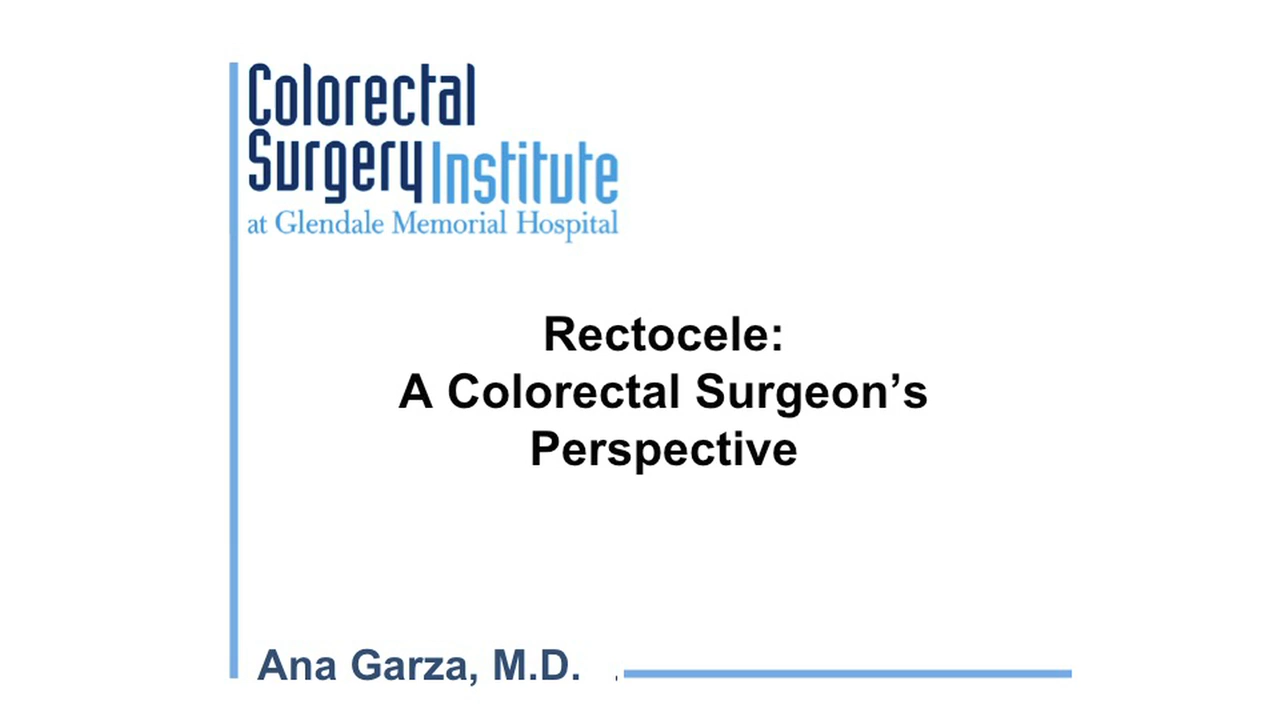 Colorectal
Surgery Institute
at Glendale Memorial Hospital
Rectocele:
A Colorectal Surgeon’s
Perspective
Ana Garza, M.D.